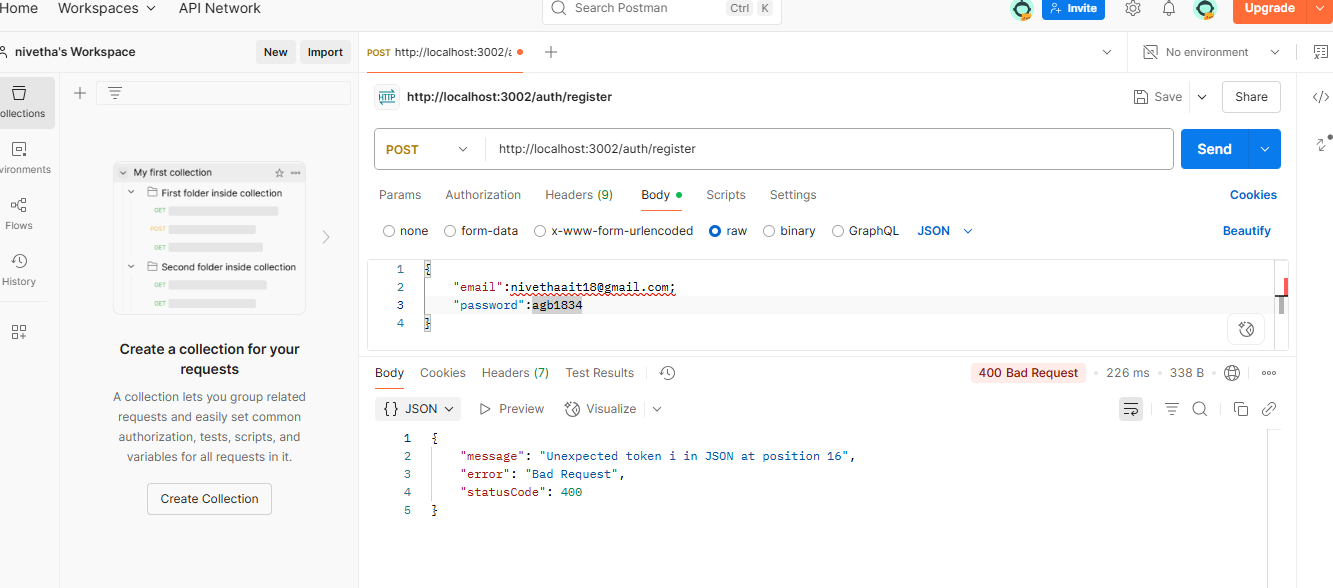 Home Workspaces API Network Search Postman Ctrl K Invite Upgrade
nivetha's Workspace New Import POST http://localhost:3002/ No environment
http://localhost:3002/auth/register Save Share
POST http://localhost:3002/auth/register Send
Params Authorization Headers (9) Body Scripts Settings Cookies
none form-data x-www-form-urlencoded raw binary GraphQL JSON Beautify
1 {
2 "email":nivethaait18@gmail.com;
3 "password":agb1834
4 }
ollections
vironments
Flows
History
My first collection
First folder inside collection
GET
POST
GET
Second folder inside collection
GET
GET
Create a collection for your
requests
A collection lets you group related
requests and easily set common
authorization, tests, scripts, and
variables for all requests in it.
Create Collection
Body Cookies Headers (7) Test Results 400 Bad Request 226 ms 338 B
{} JSON Preview Visualize
1 {
2 "message": "Unexpected token i in JSON at position 16",
3 "error": "Bad Request",
4 "statusCode": 400
5 }